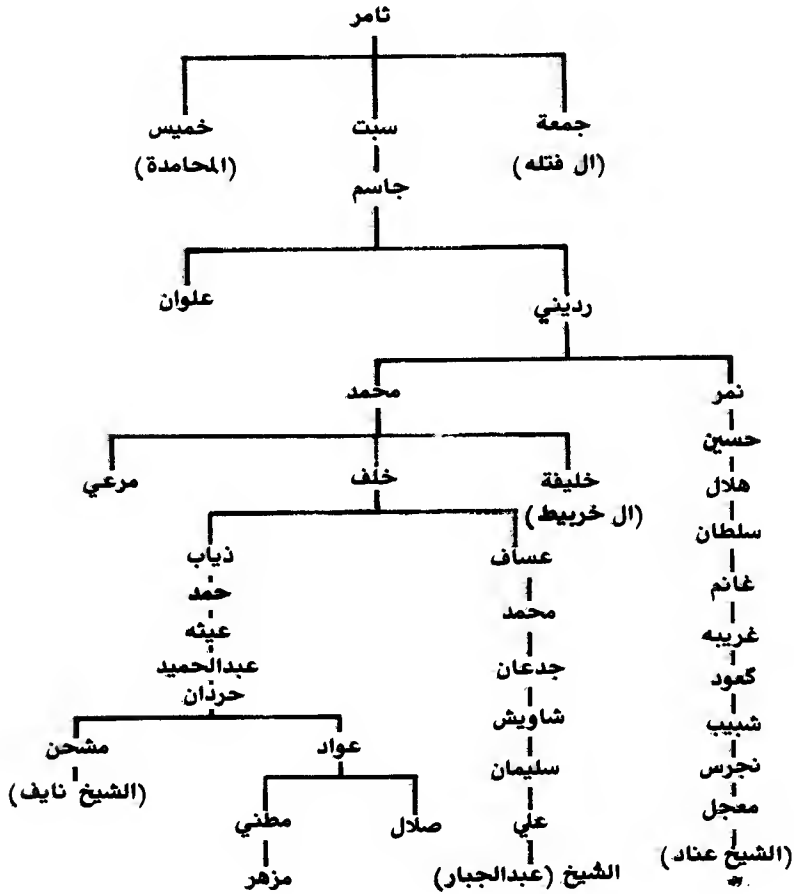 ثامر
جمعة سبت خميس
(ال فتله) (المحامدة)
جاسم
رديني علوان
نمر محمد
حسين
خليفة خلف مرعي
(ال خربيط)
هلال
سلطان
عساف ذياب
غانم
محمد حمد
غريبه عيثه
جدعان عبدالحميد
كعود حردان
شبيب شاويش عواد مشحن
نجرس سليمان (الشيخ نايف)
معجل علي صلال مطني
(الشيخ عناد) الشيخ (عبدالجبار) مزهر